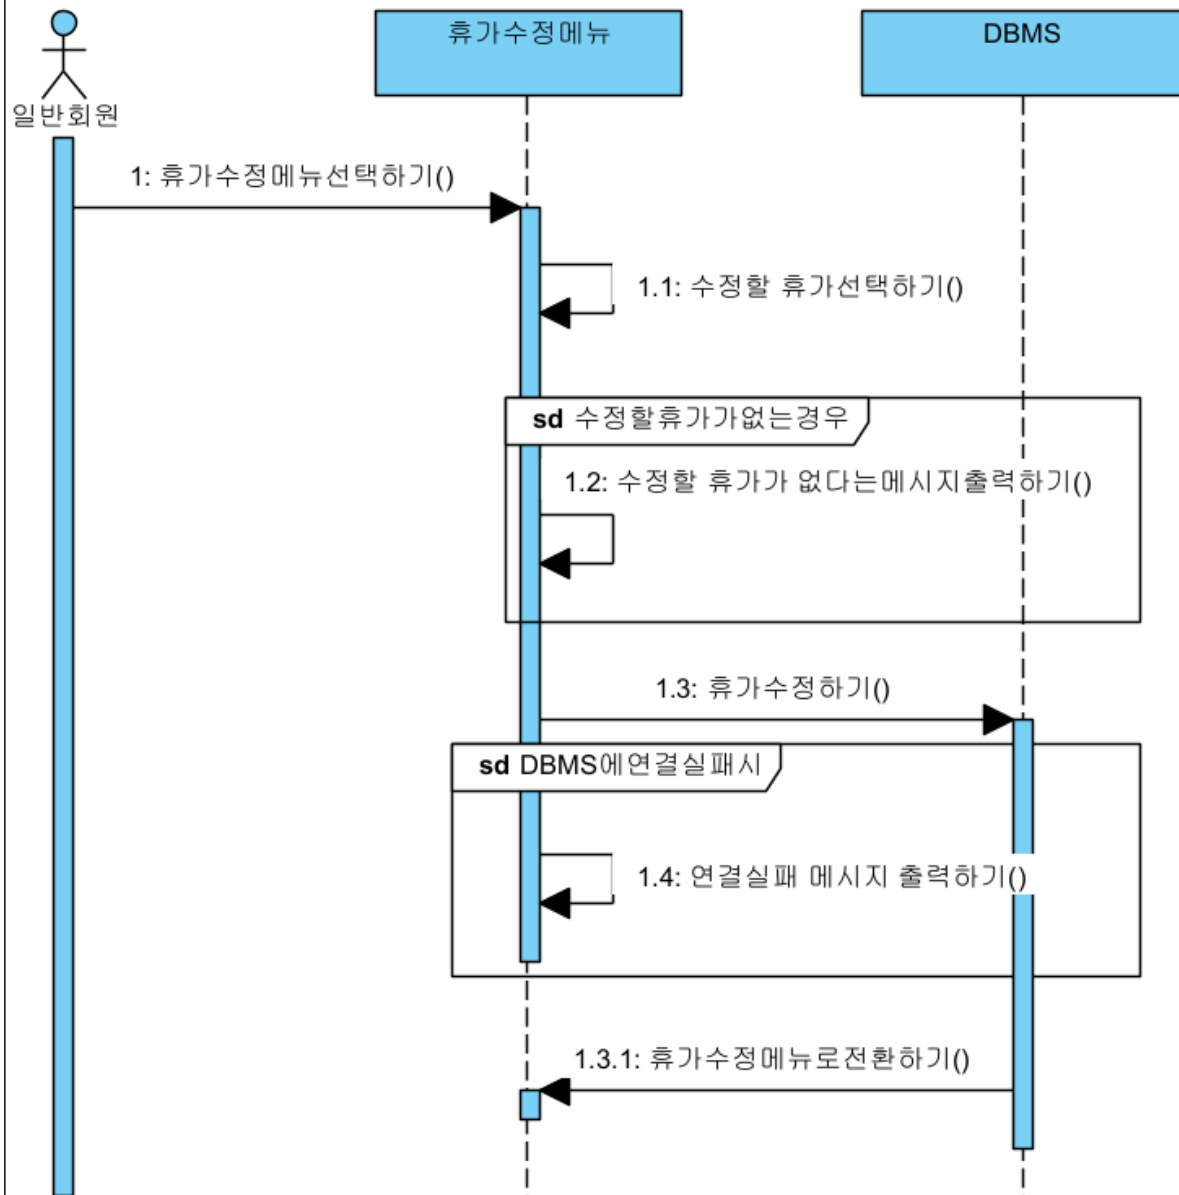 휴가수정메뉴
DBMS
일반회원
1: 휴가수정메뉴선택하기()
1.1: 수정할 휴가선택하기()
sd 수정할휴가가없는경우
1.2: 수정할 휴가가 없다는메시지출력하기()
1.3: 휴가수정하기()
sd DBMS에연결실패시
1.4: 연결실패 메시지 출력하기()
1.3.1: 휴가수정메뉴로전환하기()